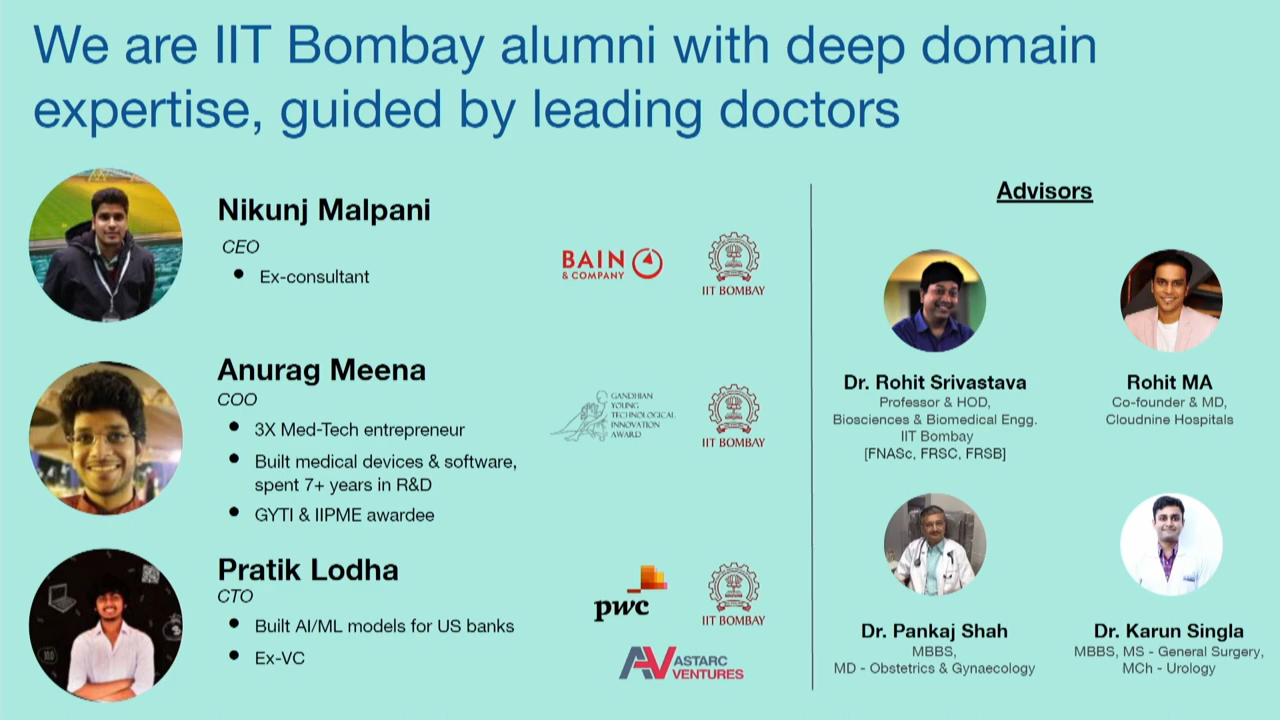 We are IIT Bombay alumni with deep domain
expertise, guided by leading doctors
Nikunj Malpani
CEO
• Ex-consultant
BAIN
& COMPANY
IIT BOMBAY
Anurag Meena
COO
• 3X Med-Tech entrepreneur
• Built medical devices & software,
spent 7+ years in R&D
• GYTI & IIPME awardee
GANDHIAN
YOUNG
TECHNOLOGICAL
INNOVATION
AWARD
IIT BOMBAY
Pratik Lodha
CTO
• Built AI/ML models for US banks
• Ex-VC
pwc
IIT BOMBAY
AV ASTARC
VENTURES
Advisors
Dr. Rohit Srivastava
Professor & HOD,
Biosciences & Biomedical Engg.
IIT Bombay
[FNASc, FRSC, FRSB]
Rohit MA
Co-founder & MD,
Cloudnine Hospitals
Dr. Pankaj Shah
MBBS,
MD - Obstetrics & Gynaecology
Dr. Karun Singla
MBBS, MS - General Surgery,
MCh - Urology